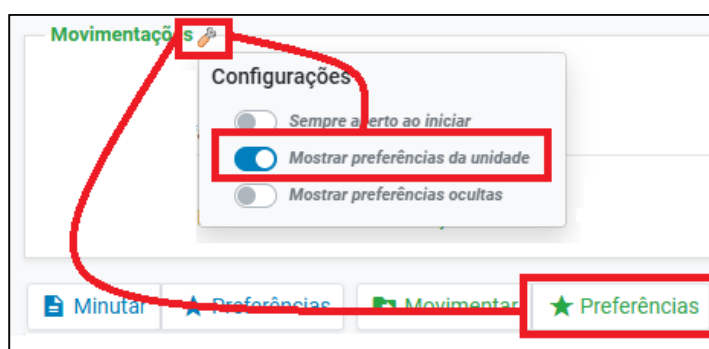 Movimentações
Configurações
Sempre aberto ao iniciar
Mostrar preferências da unidade
Mostrar preferências ocultas
Minutar Preferências Movimentar Preferências